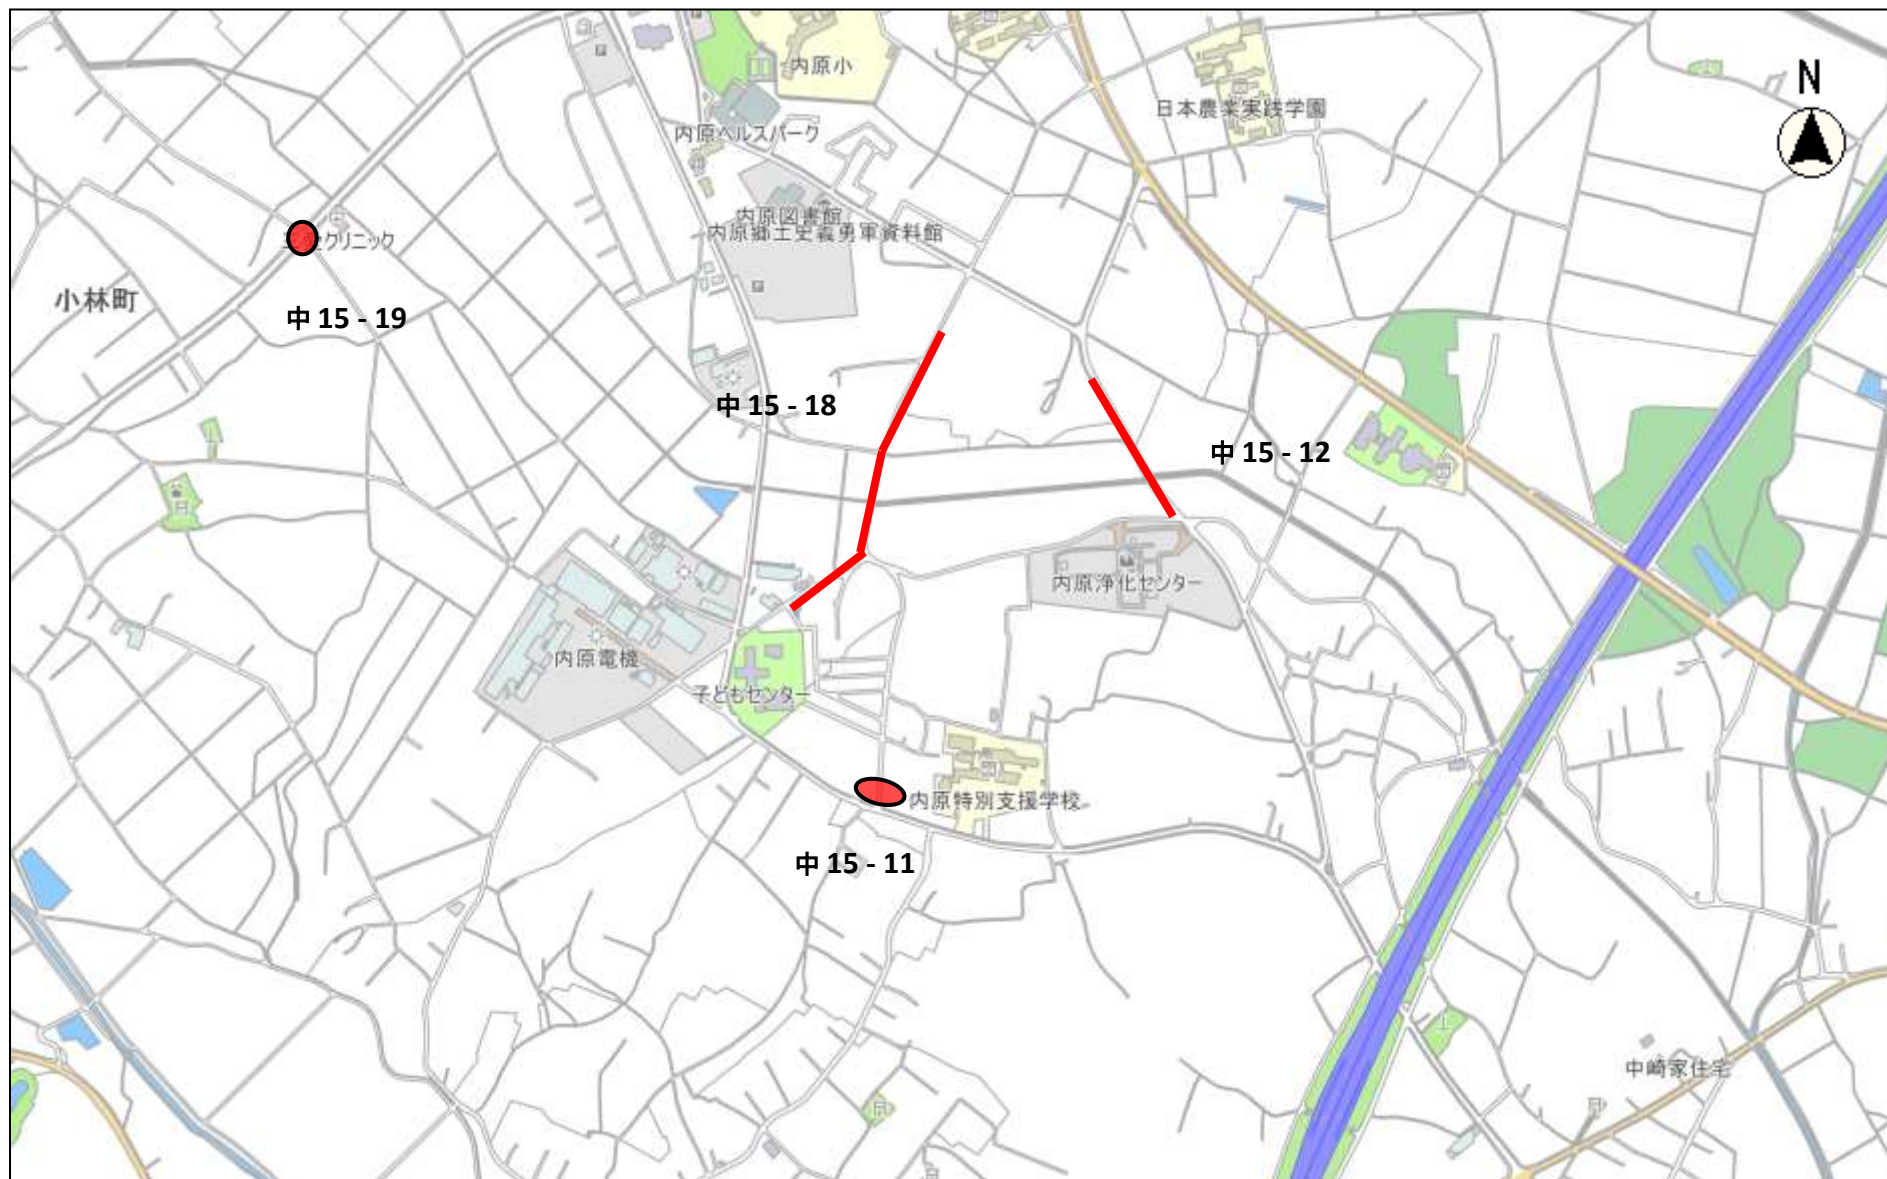 内原小
N
日本農業実践学園
内原ヘルスパーク
内原図書館
内原郷土史義勇軍資料館
クリニック
小林町
中 15 - 19
中 15 - 18
中 15 - 12
内原浄化センター
内原電機
子どもセンター
内原特別支援学校
中 15 - 11
中崎家住宅